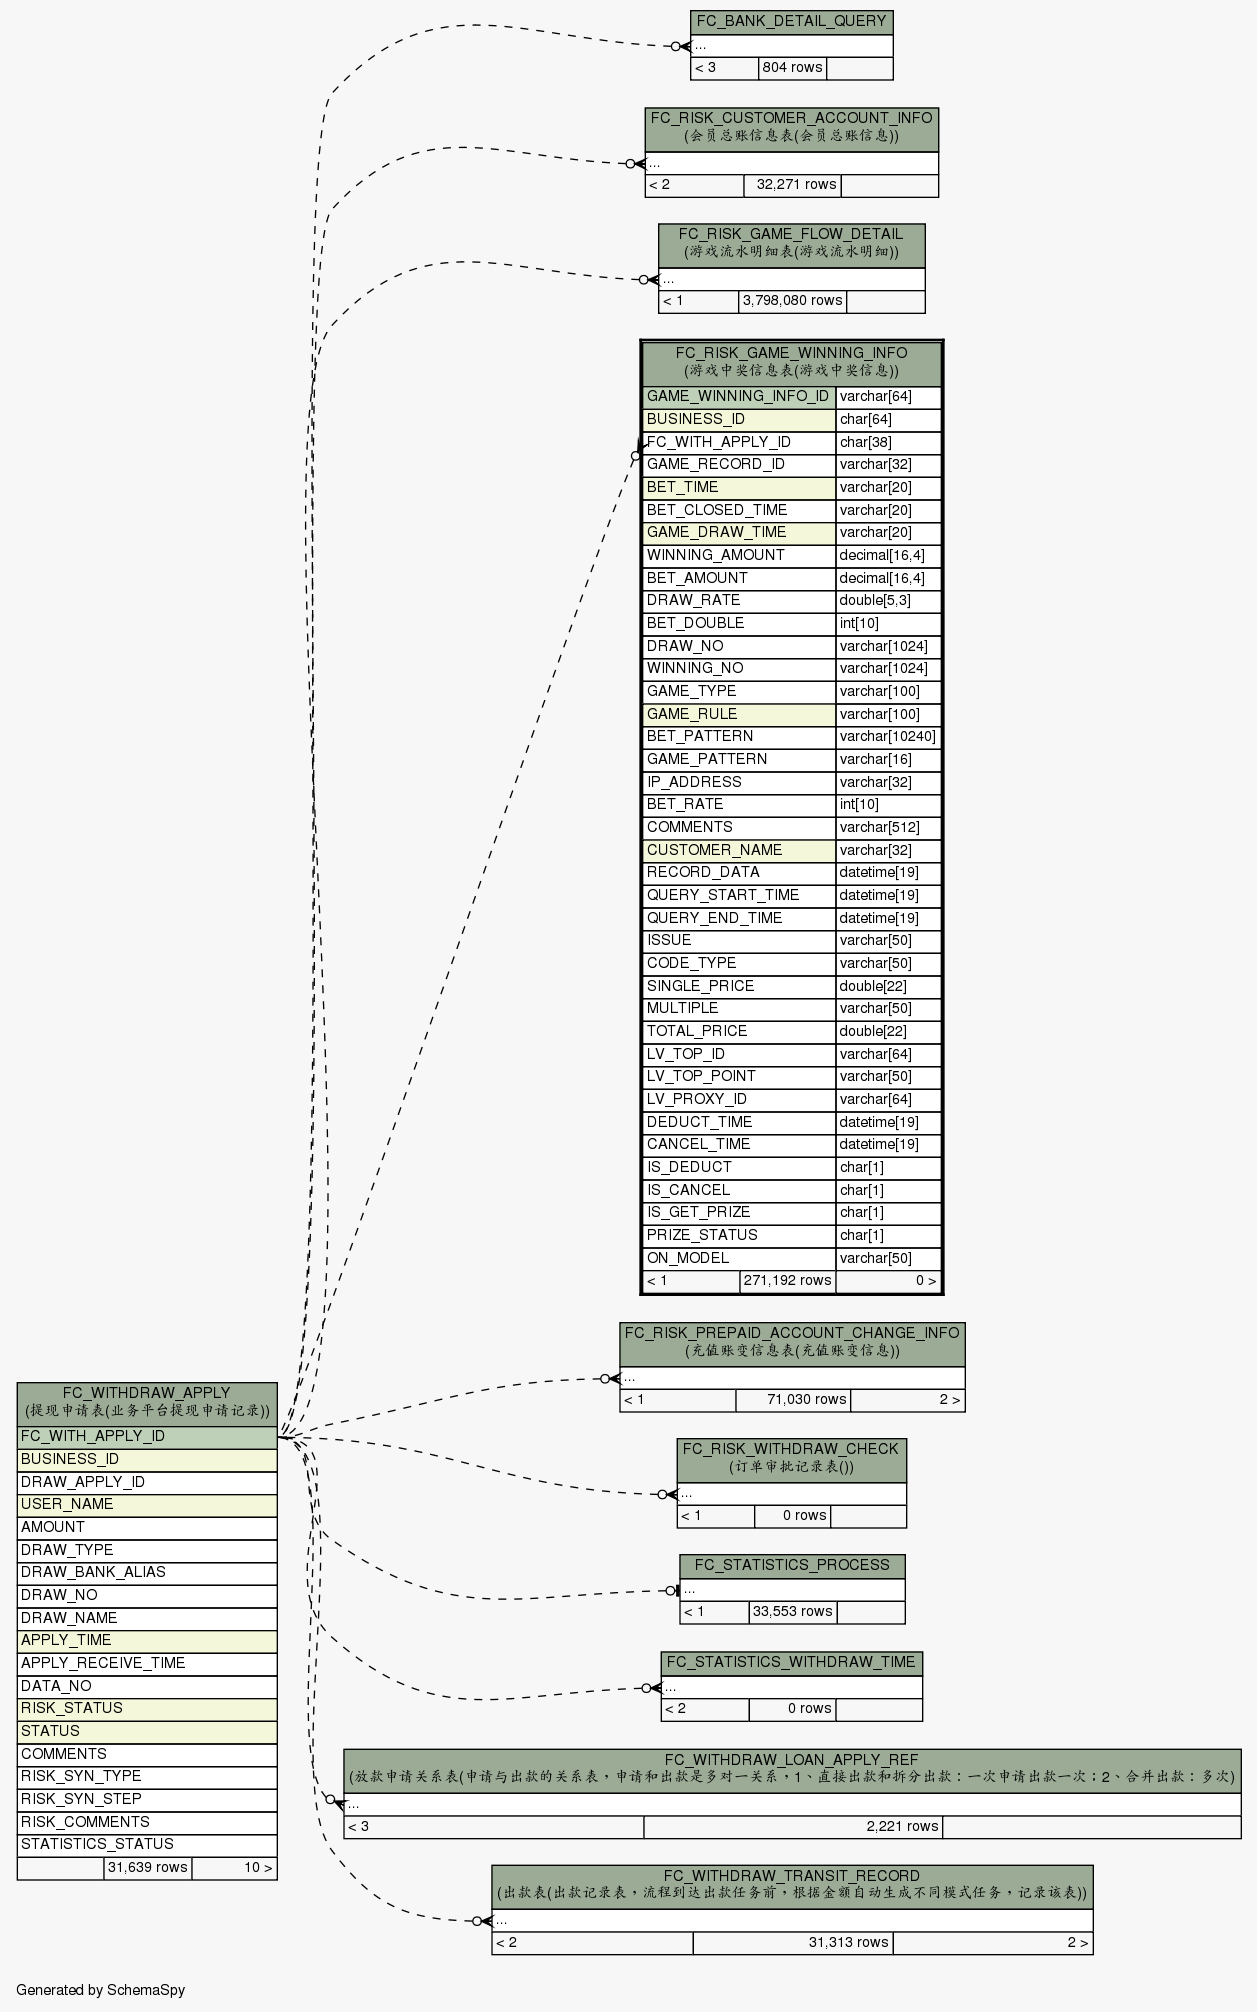 FC_BANK_DETAIL_QUERY
...
< 3 804 rows
FC_RISK_CUSTOMER_ACCOUNT_INFO
(会员总账信息表(会员总账信息))
...
< 2 32,271 rows
FC_RISK_GAME_FLOW_DETAIL
(游戏流水明细表(游戏流水明细))
...
< 1 3,798,080 rows
FC_RISK_GAME_WINNING_INFO
(游戏中奖信息表(游戏中奖信息))
GAME_WINNING_INFO_ID varchar[64]
BUSINESS_ID char[64]
FC_WITH_APPLY_ID char[38]
GAME_RECORD_ID varchar[32]
BET_TIME varchar[20]
BET_CLOSED_TIME varchar[20]
GAME_DRAW_TIME varchar[20]
WINNING_AMOUNT decimal[16,4]
BET_AMOUNT decimal[16,4]
DRAW_RATE double[5,3]
BET_DOUBLE int[10]
DRAW_NO varchar[1024]
WINNING_NO varchar[1024]
GAME_TYPE varchar[100]
GAME_RULE varchar[100]
BET_PATTERN varchar[10240]
GAME_PATTERN varchar[16]
IP_ADDRESS varchar[32]
BET_RATE int[10]
COMMENTS varchar[512]
CUSTOMER_NAME varchar[32]
RECORD_DATA datetime[19]
QUERY_START_TIME datetime[19]
QUERY_END_TIME datetime[19]
ISSUE varchar[50]
CODE_TYPE varchar[50]
SINGLE_PRICE double[22]
MULTIPLE varchar[50]
TOTAL_PRICE double[22]
LV_TOP_ID varchar[64]
LV_TOP_POINT varchar[50]
LV_PROXY_ID varchar[64]
DEDUCT_TIME datetime[19]
CANCEL_TIME datetime[19]
IS_DEDUCT char[1]
IS_CANCEL char[1]
IS_GET_PRIZE char[1]
PRIZE_STATUS char[1]
ON_MODEL varchar[50]
< 1 271,192 rows 0 >
FC_RISK_PREPAID_ACCOUNT_CHANGE_INFO
(充值账变信息表(充值账变信息))
...
< 1 71,030 rows 2 >
FC_WITHDRAW_APPLY
(提现申请表(业务平台提现申请记录))
FC_WITH_APPLY_ID
BUSINESS_ID
DRAW_APPLY_ID
USER_NAME
AMOUNT
DRAW_TYPE
DRAW_BANK_ALIAS
DRAW_NO
DRAW_NAME
APPLY_TIME
APPLY_RECEIVE_TIME
DATA_NO
RISK_STATUS
STATUS
COMMENTS
RISK_SYN_TYPE
RISK_SYN_STEP
RISK_COMMENTS
STATISTICS_STATUS
31,639 rows 10 >
FC_RISK_WITHDRAW_CHECK
(订单审批记录表())
...
< 1 0 rows
FC_STATISTICS_PROCESS
...
< 1 33,553 rows
FC_STATISTICS_WITHDRAW_TIME
...
< 2 0 rows
FC_WITHDRAW_LOAN_APPLY_REF
(放款申请关系表(申请与出款的关系表，申请和出款是多对一关系，1、直接出款和拆分出款：一次申请出款一次；2、合并出款：多次)
...
< 3 2,221 rows
FC_WITHDRAW_TRANSIT_RECORD
(出款表(出款记录表，流程到达出款任务前，根据金额自动生成不同模式任务，记录该表))
...
< 2 31,313 rows 2 >
Generated by SchemaSpy